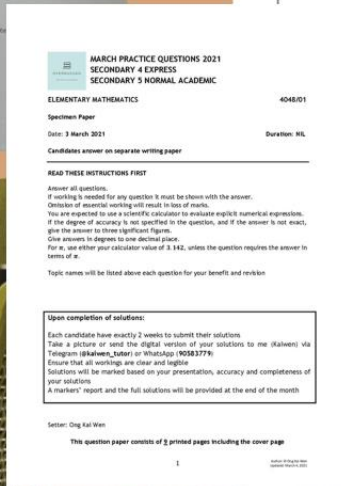 MARCH PRACTICE QUESTIONS 2021
SECONDARY 4 EXPRESS
SECONDARY 5 NORMAL ACADEMIC
ELEMENTARY MATHEMATICS 4048/01
Specimen Paper
Date: 3 March 2021 Duration: NIL
Candidates answer on separate writing paper
READ THESE INSTRUCTIONS FIRST
Answer all questions.
If working is needed for any question it must be shown with the answer.
Omission of essential working will result in loss of marks.
You are expected to use a scientific calculator to evaluate explicit numerical expressions.
If the degree of accuracy is not specified in the question, and if the answer is not exact,
give the answer to three significant figures.
Give answers in degrees to one decimal place.
For π, use either your calculator value of 3.142, unless the question requires the answer in
terms of π.
Topic names will be listed above each question for your benefit and revision
Upon completion of solutions:
Each candidate have exactly 2 weeks to submit their solutions
Take a picture or send the digital version of your solutions to me (Kaiwen) via
Telegram (@kaiwen_tutor) or WhatsApp (90583779)
Ensure that all workings are clear and legible
Solutions will be marked based on your presentation, accuracy and completeness of
your solutions
A markers' report and the full solutions will be provided at the end of the month
Setter: Ong Kai Wen
This question paper consists of 9 printed pages including the cover page
1